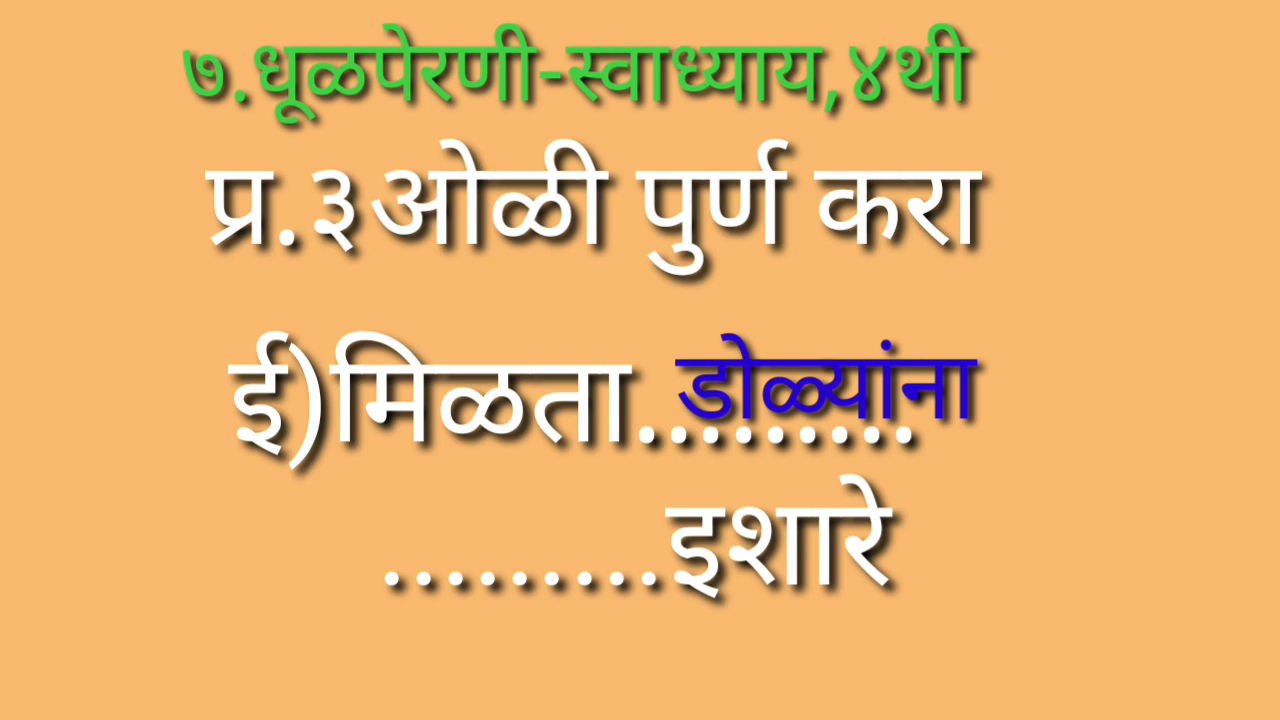 ७.धूळपेरणी-स्वाध्याय,४थी
प्र.३ओळी पुर्ण करा
ई)मिळता.........डोळ्यांना
.........इशारे